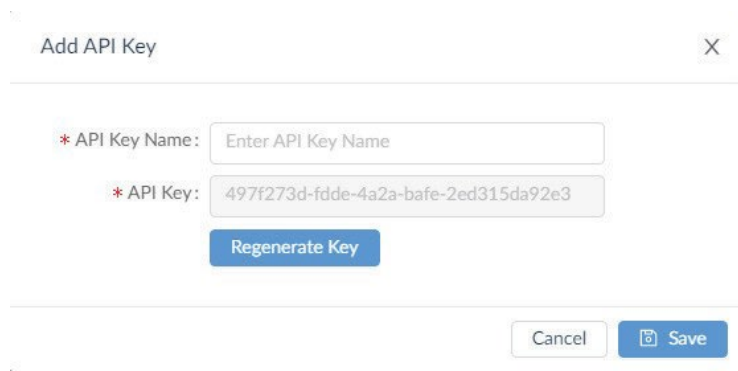 Add API Key X
* API Key Name: Enter API Key Name
* API Key: 497f273d-fdde-4a2a-bafe-2ed315da92e3
Regenerate Key
Cancel Save